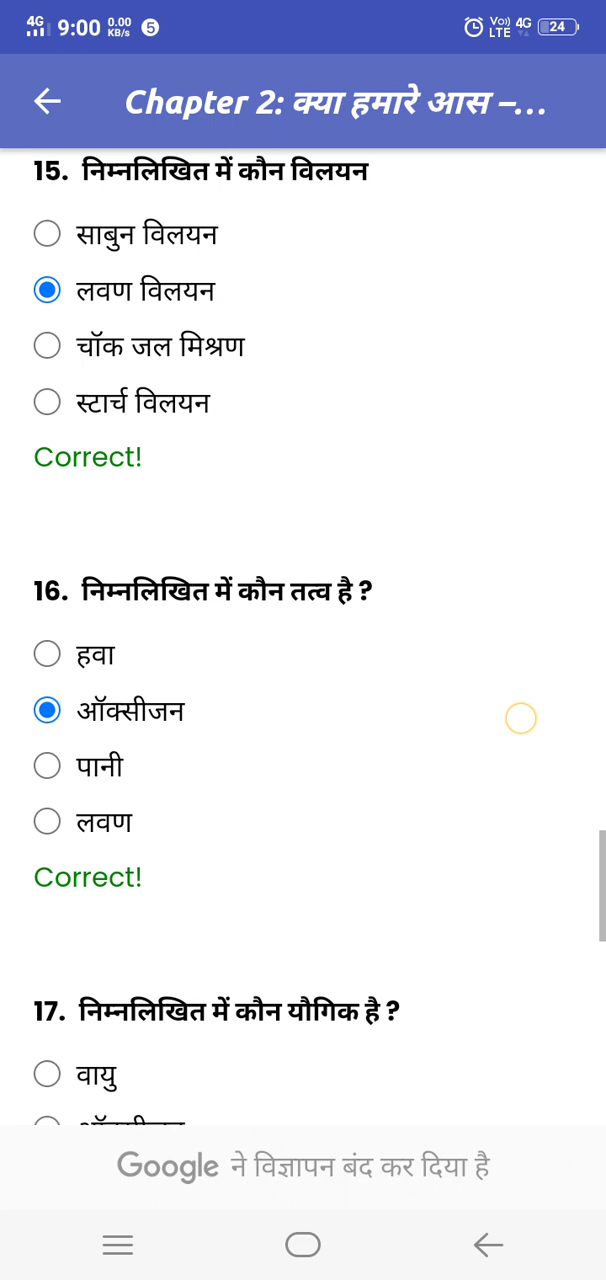 4G 9:00 0.00 KB/s 5 Vo) LTE 4G 24
Chapter 2: क्या हमारे आस –...
15. निम्नलिखित में कौन विलयन
साबुन विलयन
लवण विलयन
चॉक जल मिश्रण
स्टार्च विलयन
Correct!
16. निम्नलिखित में कौन तत्व है ?
हवा
ऑक्सीजन
पानी
लवण
Correct!
17. निम्नलिखित में कौन यौगिक है ?
वायु
Google ने विज्ञापन बंद कर दिया है